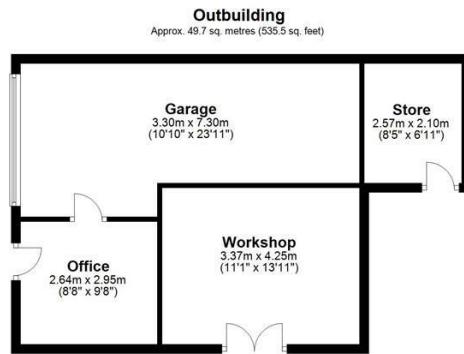 Outbuilding
Approx. 49.7 sq. metres (535.5 sq. feet)
Garage
3.30m x 7.30m
(10'10" x 23'11")
Store
2.57m x 2.10m
(8'5" x 6'11")
Workshop
3.37m x 4.25m
(11'1" x 13'11")
Office
2.64m x 2.95m
(8'8" x 9'8")